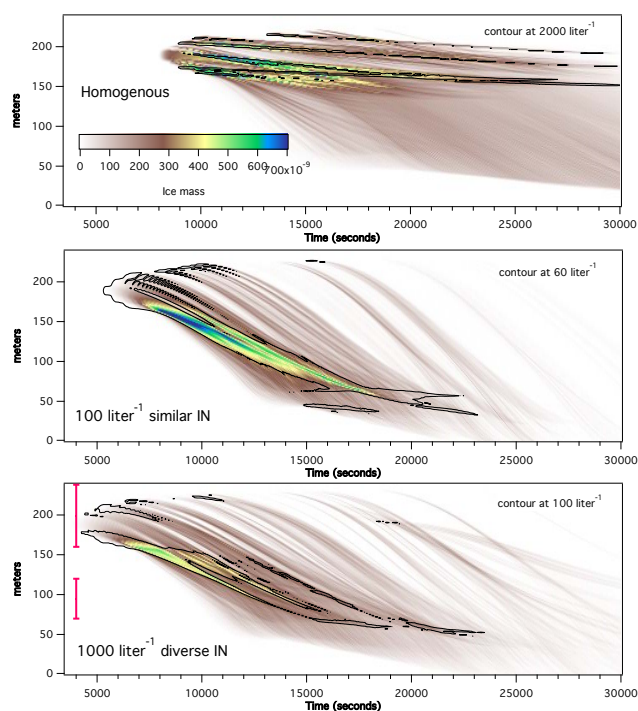 contour at 2000 liter⁻¹
200
150
100
50
0
meters
Homogenous
0 100 200 300 400 500 600 700x10⁻⁹
Ice mass
5000 10000 15000 20000 25000 30000
Time (seconds)
contour at 60 liter⁻¹
200
150
100
50
0
meters
100 liter⁻¹ similar IN
5000 10000 15000 20000 25000 30000
Time (seconds)
contour at 100 liter⁻¹
200
150
100
50
0
meters
1000 liter⁻¹ diverse IN
5000 10000 15000 20000 25000 30000
Time (seconds)